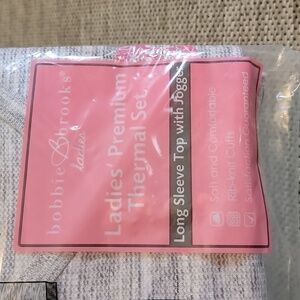 bobbie B brooks®
ladies
Ladies' Premium
Thermal Set
Long Sleeve Top with Jogger
Soft and Comfortable
Rib-Knit Cuffs
Satisfaction Guaranteed